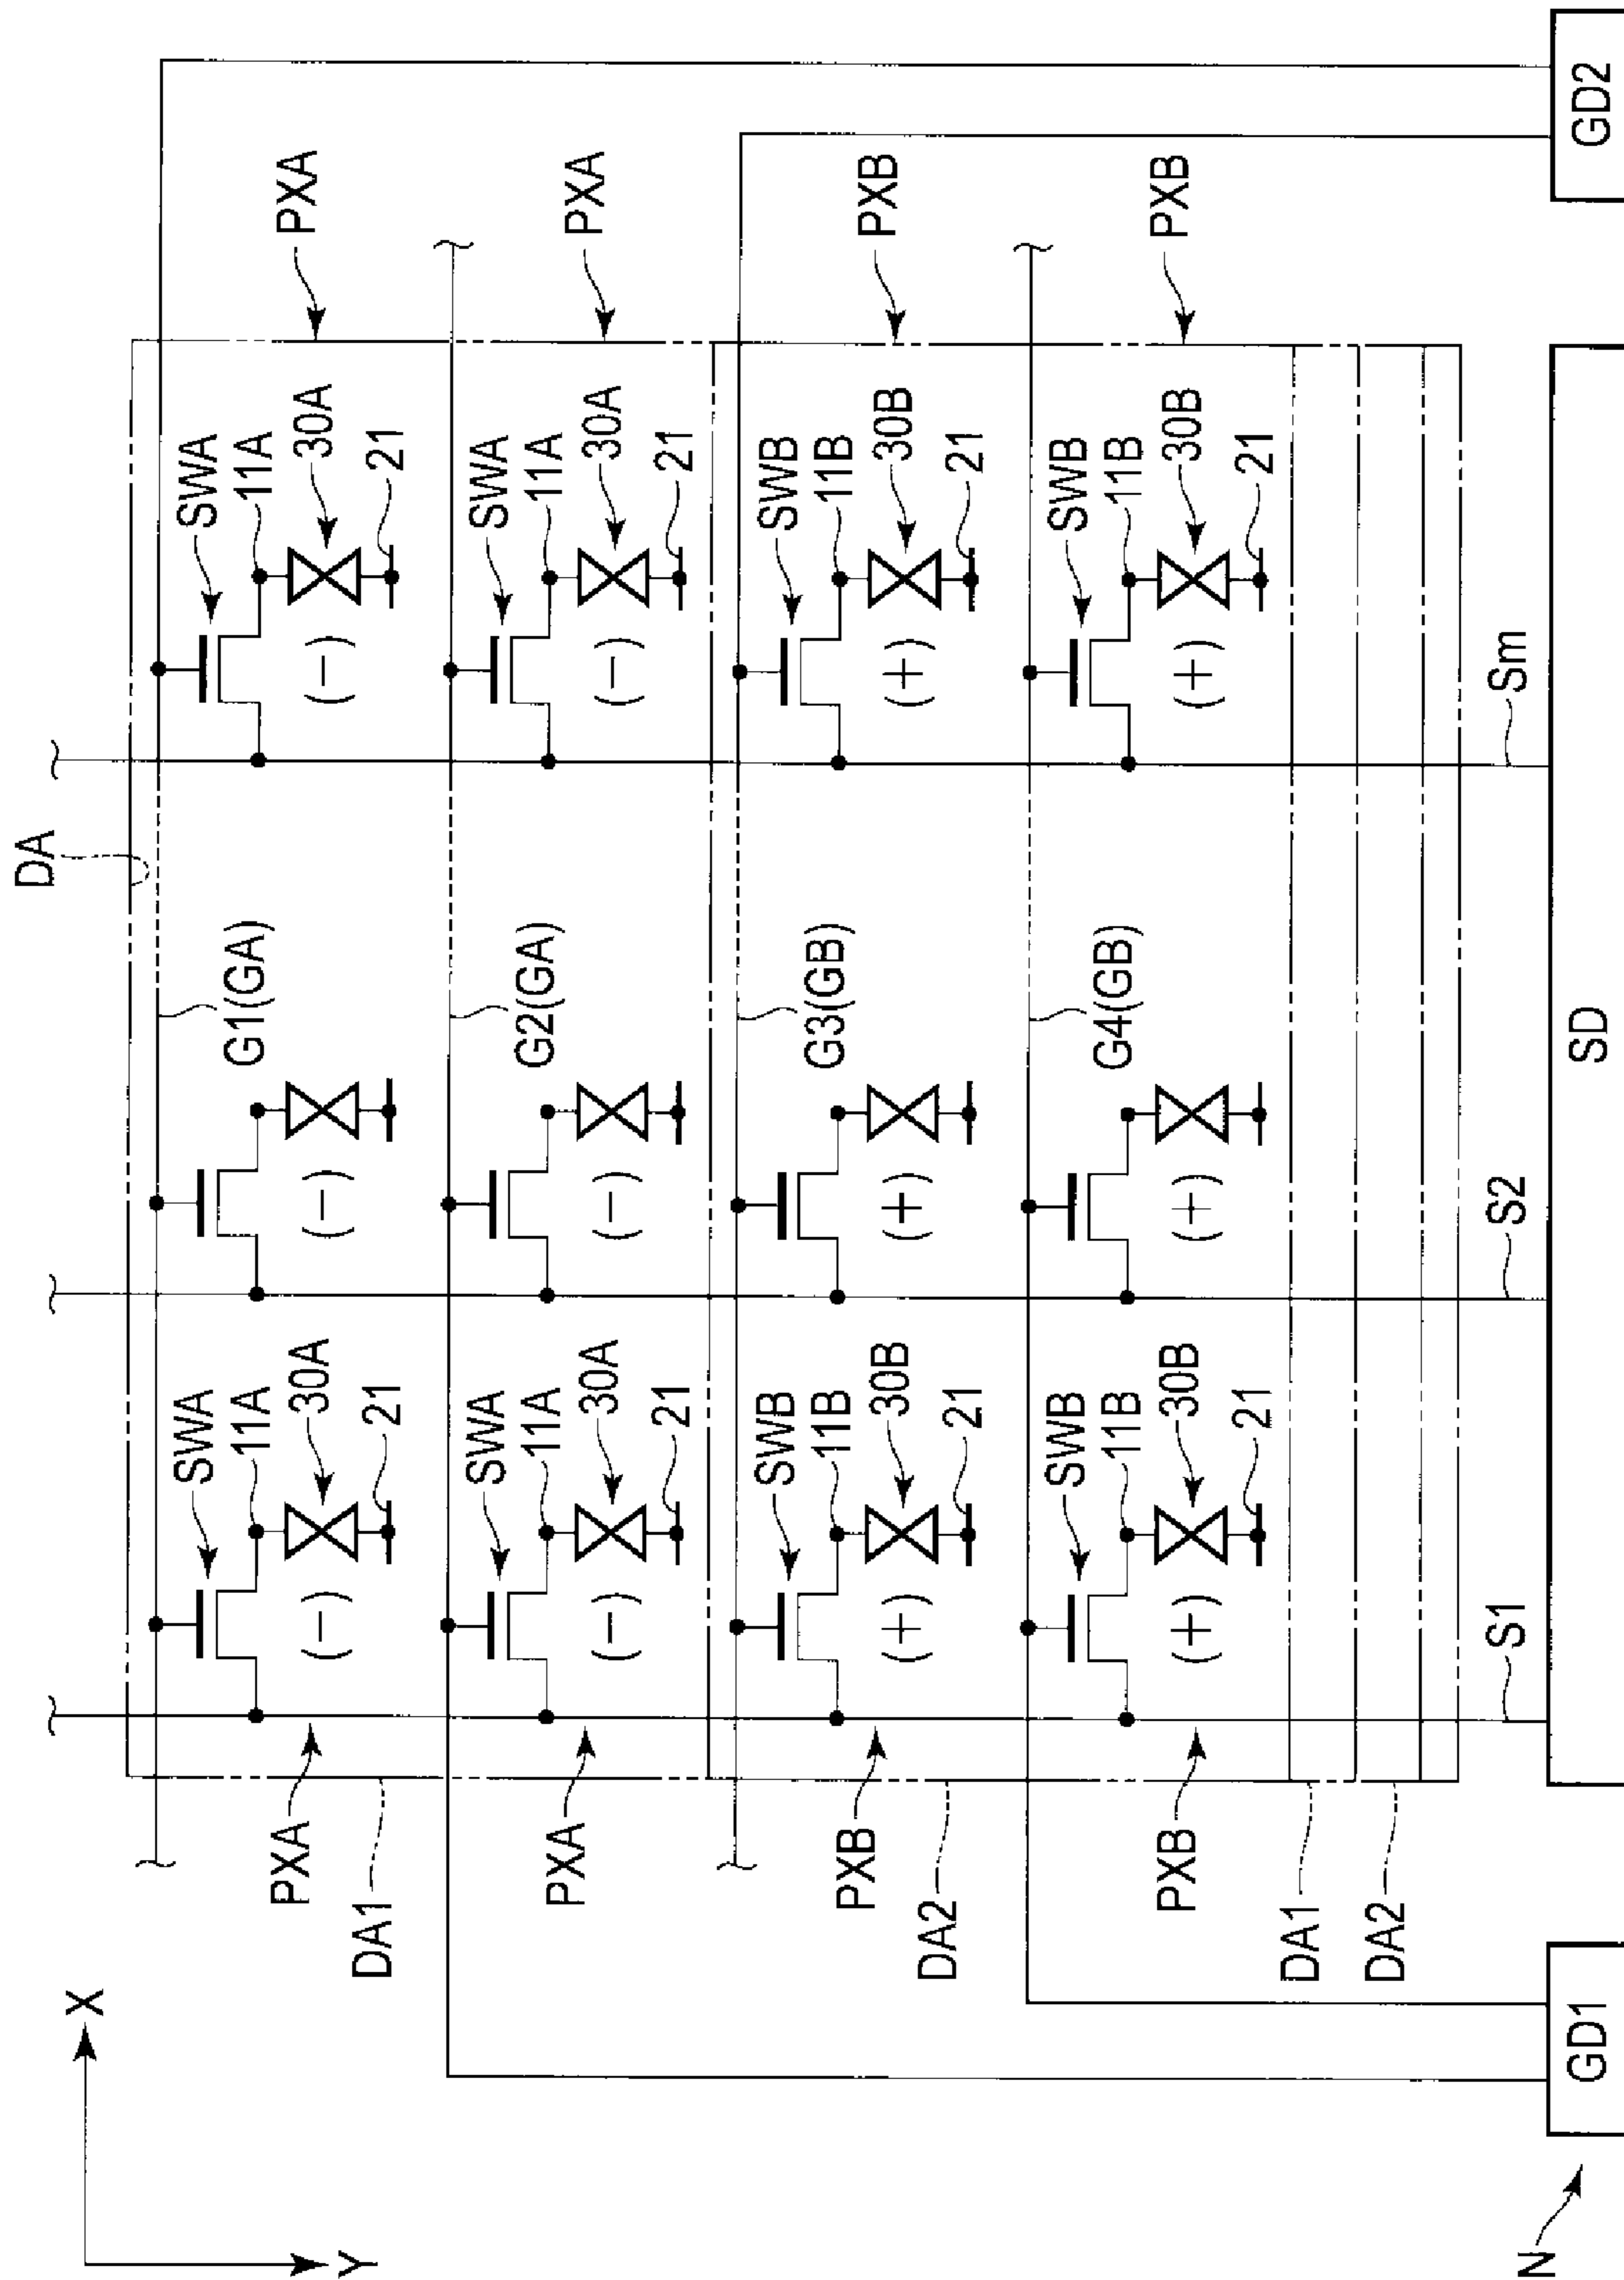 DA
X
SWA SWA
11A G1(GA) 11A
PXA 30A 30A PXA
(−) (−) (−)
Y
DA1 21 21
SWA SWA
11A G2(GA) 11A
PXA 30A 30A PXA
(−) (−) (−)
21 21
SWB SWB
11B G3(GB) 11B
PXB 30B 30B PXB
(+) (+) (+)
DA2 21 21
SWB SWB
11B G4(GB) 11B
PXB 30B 30B PXB
(+) (+) (+)
21 21
DA1
DA2
S1 S2 Sm
N
GD1 SD GD2